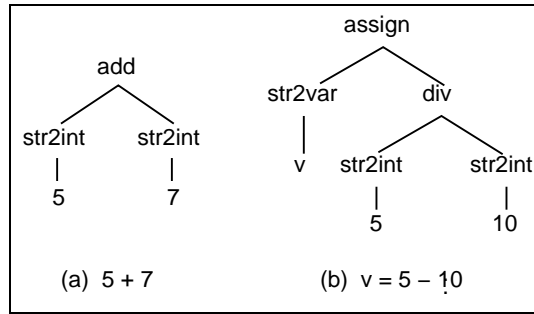 assign
add
str2var div
str2int str2int
v str2int str2int
5 7
5 10
(a) 5 + 7 (b) v = 5 − 10